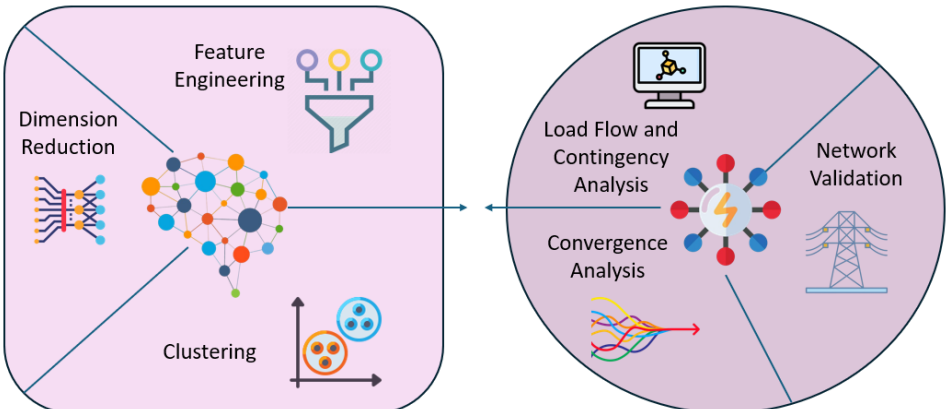 Feature
Engineering
Dimension
Reduction
Clustering
Load Flow and
Contingency
Analysis
Network
Validation
Convergence
Analysis